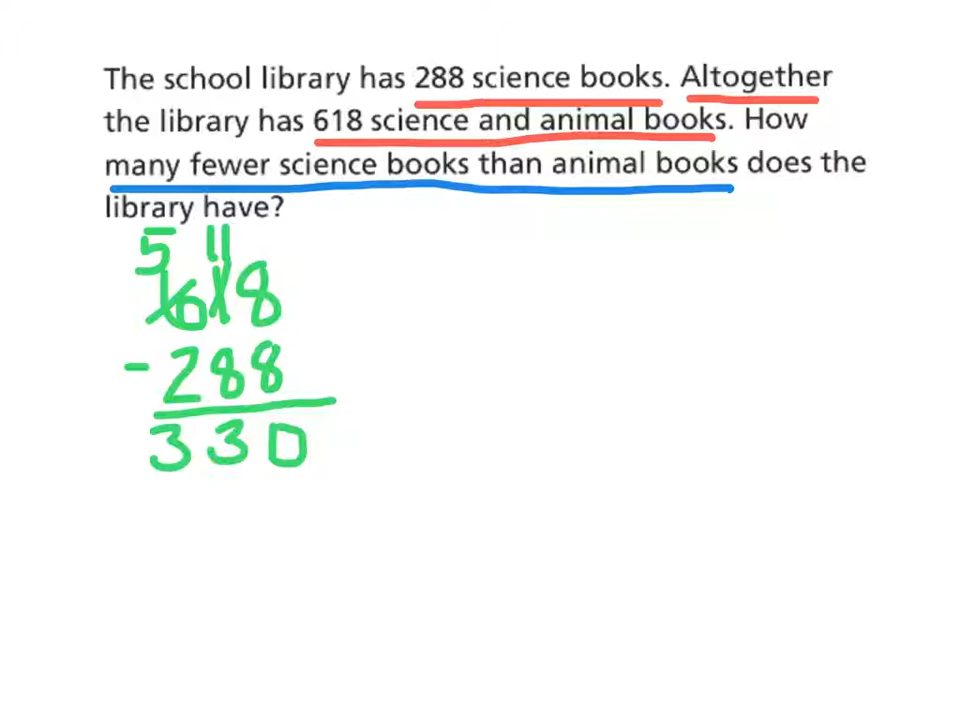 The school library has 288 science books. Altogether
the library has 618 science and animal books. How
many fewer science books than animal books does the
library have?
5 11
618
- 288
330